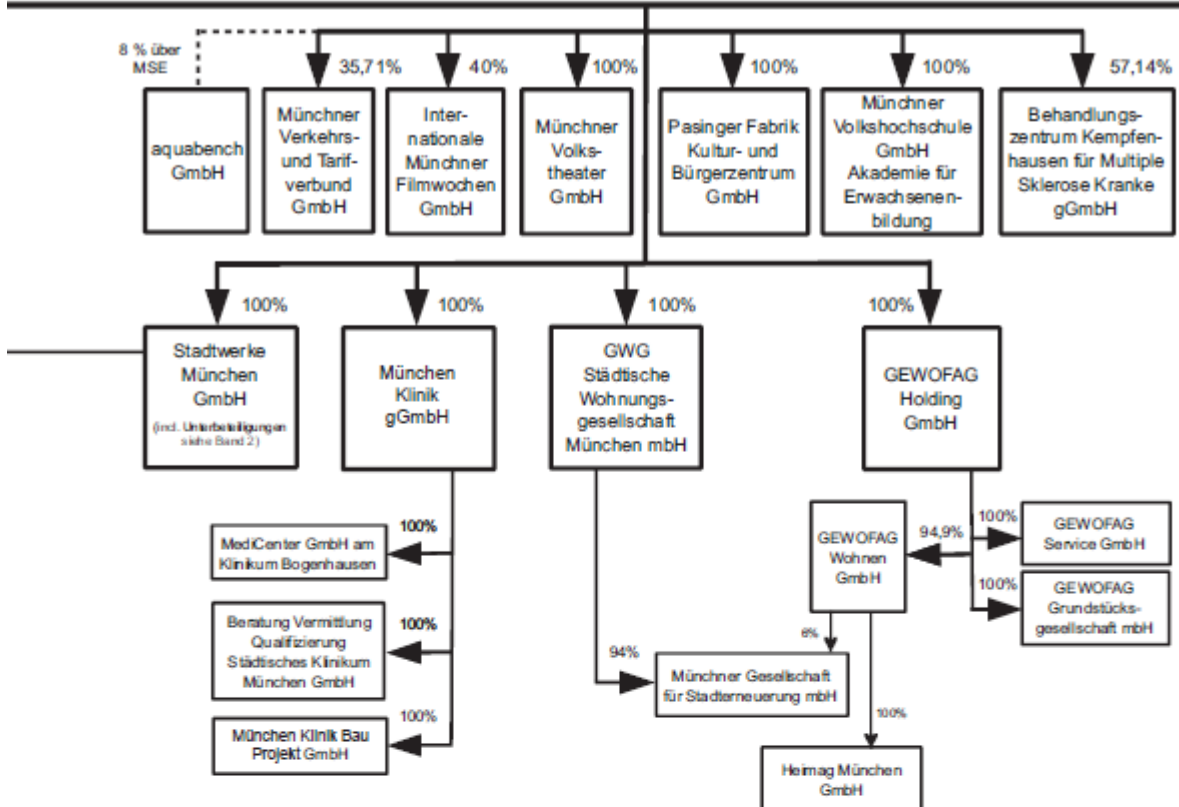 8 % über
MSE
35,71%
40%
100%
100%
100%
57,14%
aquabench
GmbH
Münchner
Verkehrs-
und Tarif-
verbund
GmbH
Inter-
nationale
Münchner
Filmwochen
GmbH
Münchner
Volks-
theater
GmbH
Pasinger Fabrik
Kultur- und
Bürgerzentrum
GmbH
Münchner
Volkshochschule
GmbH
Akademie für
Erwachsenen-
bildung
Behandlungs-
zentrum Kempfen-
hausen für Multiple
Sklerose Kranke
gGmbH
100%
100%
100%
100%
Stadtwerke
München
GmbH
(incl. Unterbeteiligungen
siehe Band 2)
München
Klinik
gGmbH
GWG
Städtische
Wohnungs-
gesellschaft
München mbH
GEWOFAG
Holding
GmbH
100%
MediCenter GmbH am
Klinikum Bogenhausen
100%
Beratung Vermittlung
Qualifizierung
Städtisches Klinikum
München GmbH
100%
München Klinik Bau
Projekt GmbH
94%
Münchner Gesellschaft
für Stadterneuerung mbH
GEWOFAG
Wohnen
GmbH
94,9%
100%
GEWOFAG
Service GmbH
100%
GEWOFAG
Grundstücks-
gesellschaft mbH
6%
100%
Heimag München
GmbH